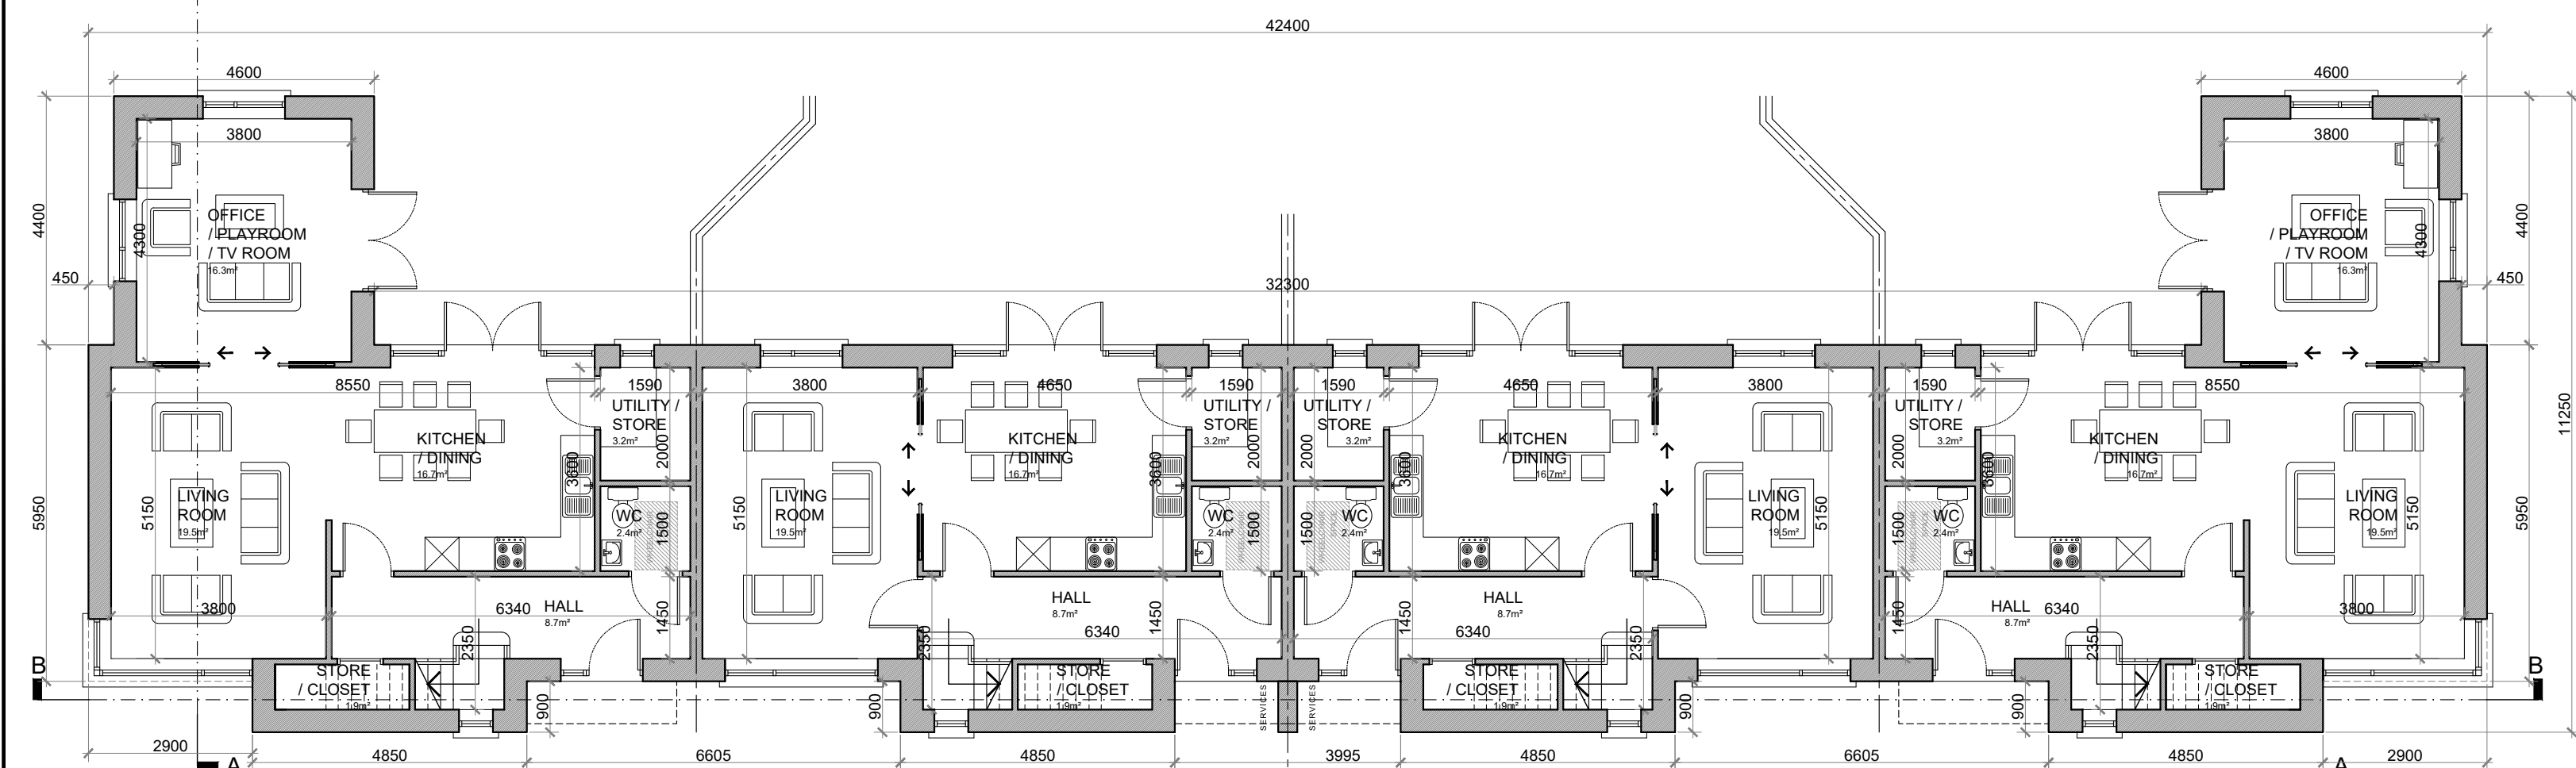 42400
4600
4600
3800
3800
OFFICE
/ PLAYROOM
/ TV ROOM
16.3m²
4300
4400
450
OFFICE
/ PLAYROOM
/ TV ROOM
16.3m²
4300
4400
450
11250
32300
8550
1590
3800
4650
1590
1590
4650
3800
1590
8550
UTILITY /
STORE
3.2m²
2000
UTILITY /
STORE
3.2m²
2000
UTILITY /
STORE
3.2m²
2000
UTILITY /
STORE
3.2m²
2000
KITCHEN
/ DINING
16.7m²
3600
KITCHEN
/ DINING
16.7m²
3600
KITCHEN
/ DINING
16.7m²
3600
KITCHEN
/ DINING
16.7m²
3600
5950
5150
LIVING
ROOM
19.5m²
WC
2.4m²
1500
5150
LIVING
ROOM
19.5m²
WC
2.4m²
1500
1500
WC
2.4m²
LIVING
ROOM
19.5m²
5150
1500
WC
2.4m²
LIVING
ROOM
19.5m²
5150
5950
3800
6340
HALL
8.7m²
1450
2350
HALL
8.7m²
6340
1450
2350
HALL
8.7m²
6340
1450
2350
HALL
8.7m²
6340
1450
2350
3800
B
STORE
/ CLOSET
1.9m²
900
900
STORE
/ CLOSET
1.9m²
SERVICES
SERVICES
STORE
/ CLOSET
1.9m²
900
900
STORE
/ CLOSET
1.9m²
B
2900
4850
6605
4850
3995
4850
6605
4850
2900
A
A